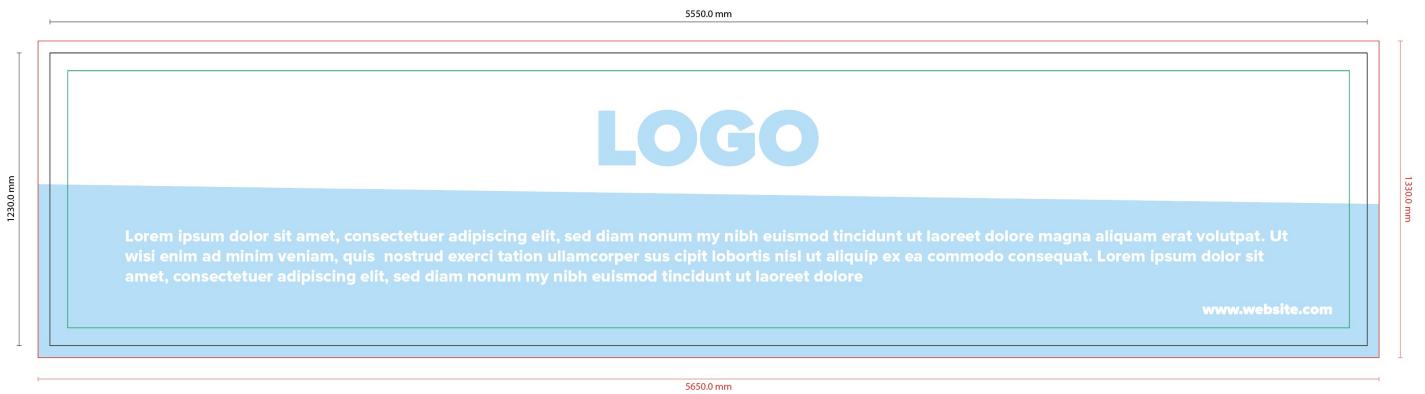 5550.0 mm
1230.0 mm
1330.0 mm
LOGO
Lorem ipsum dolor sit amet, consectetuer adipiscing elit, sed diam nonum my nibh euismod tincidunt ut laoreet dolore magna aliquam erat volutpat. Ut
wisi enim ad minim veniam, quis  nostrud exerci tation ullamcorper sus cipit lobortis nisl ut aliquip ex ea commodo consequat. Lorem ipsum dolor sit
amet, consectetuer adipiscing elit, sed diam nonum my nibh euismod tincidunt ut laoreet dolore
www.website.com
5650.0 mm